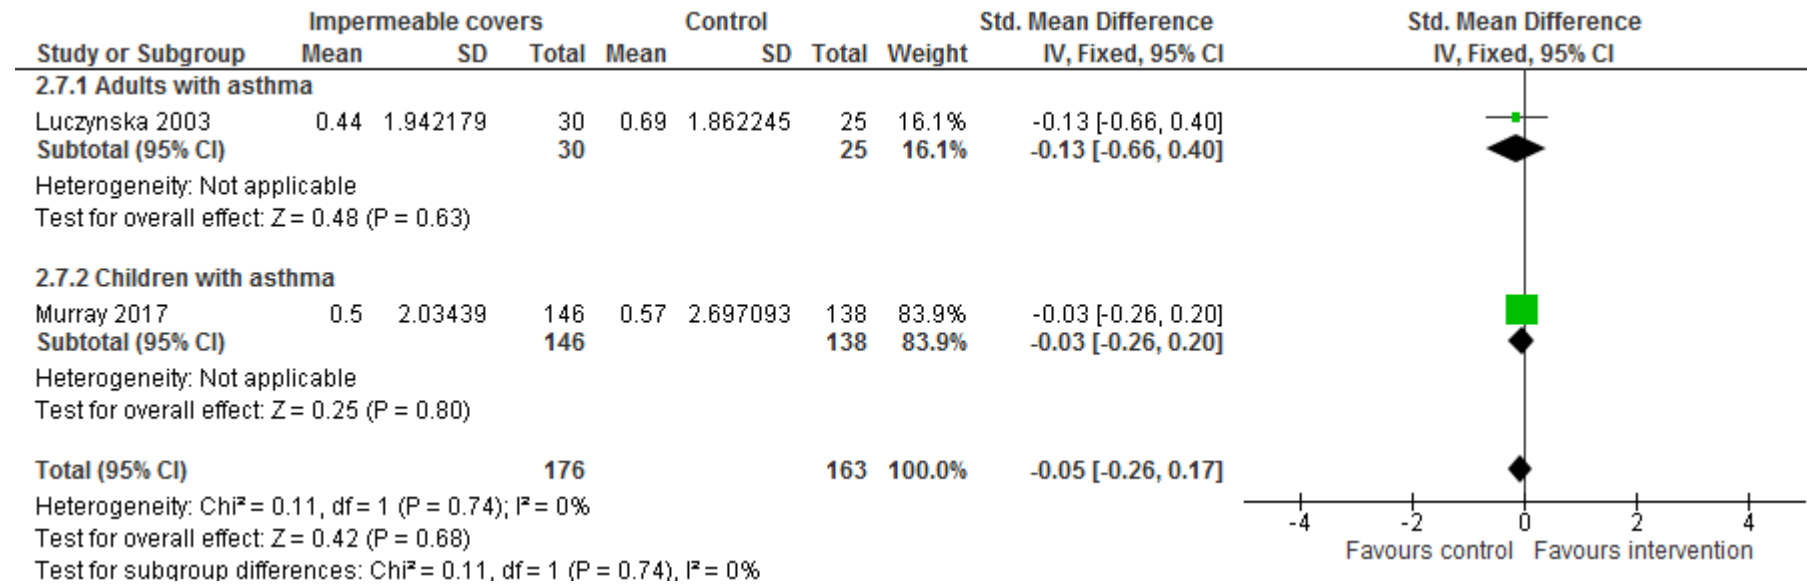 Impermeable covers Control Std. Mean Difference Std. Mean Difference
Study or Subgroup Mean SD Total Mean SD Total Weight IV, Fixed, 95% CI IV, Fixed, 95% CI
2.7.1 Adults with asthma
Luczynska 2003 0.44 1.942179 30 0.69 1.862245 25 16.1% -0.13 [-0.66, 0.40]
Subtotal (95% CI) 30 25 16.1% -0.13 [-0.66, 0.40]
Heterogeneity: Not applicable
Test for overall effect: Z = 0.48 (P = 0.63)
2.7.2 Children with asthma
Murray 2017 0.5 2.03439 146 0.57 2.697093 138 83.9% -0.03 [-0.26, 0.20]
Subtotal (95% CI) 146 138 83.9% -0.03 [-0.26, 0.20]
Heterogeneity: Not applicable
Test for overall effect: Z = 0.25 (P = 0.80)
Total (95% CI) 176 163 100.0% -0.05 [-0.26, 0.17]
Heterogeneity: Chi² = 0.11, df = 1 (P = 0.74); I² = 0%
Test for overall effect: Z = 0.42 (P = 0.68)
Test for subgroup differences: Chi² = 0.11, df = 1 (P = 0.74), I² = 0%
-4 -2 0 2 4
Favours control Favours intervention